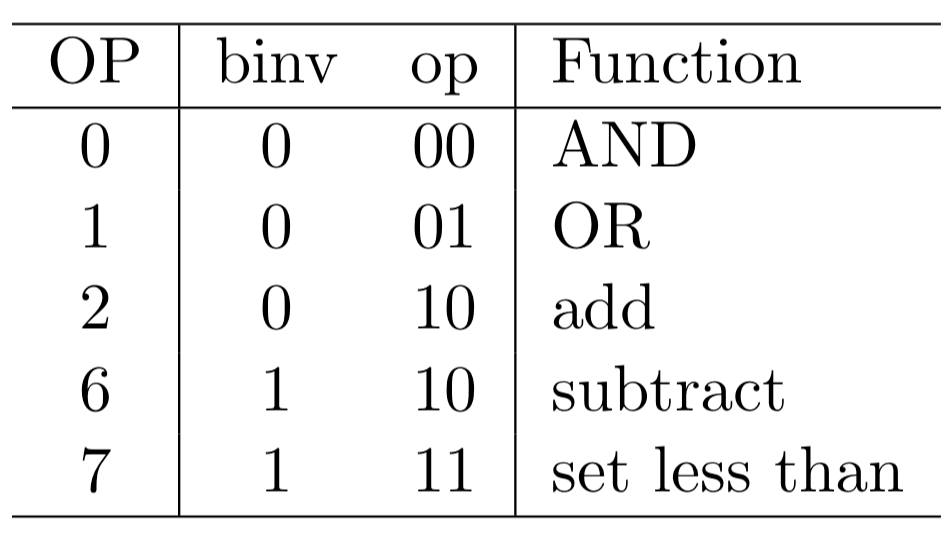 OP binv op Function
0 0 00 AND
1 0 01 OR
2 0 10 add
6 1 10 subtract
7 1 11 set less than